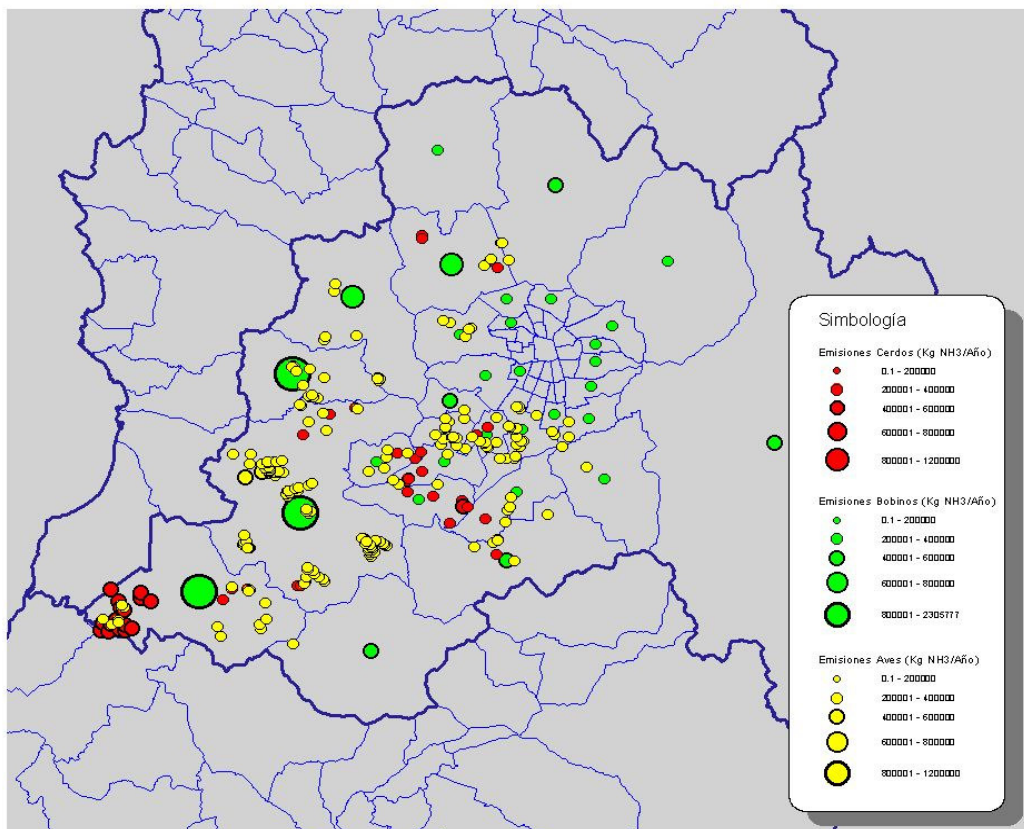 Simbología
Emisiones Cerdos (Kg NH3/Año)
0.1 - 200000
200001 - 400000
400001 - 600000
600001 - 800000
800001 - 1200000
Emisiones Bobinos (Kg NH3/Año)
0.1 - 200000
200001 - 400000
400001 - 600000
600001 - 800000
800001 - 2305777
Emisiones Aves (Kg NH3/Año)
0.1 - 200000
200001 - 400000
400001 - 600000
600001 - 800000
800001 - 1200000